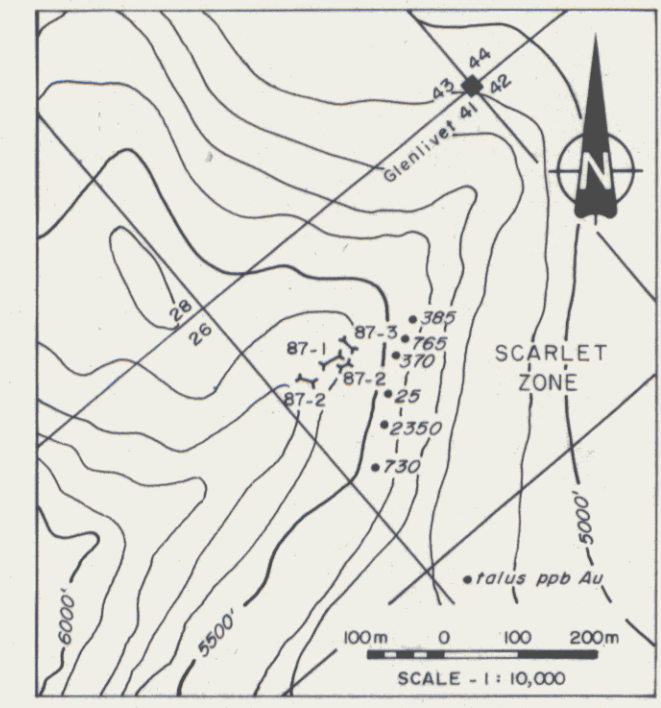 44
43
42
41
Glenlivet
N
28
26
385
87-3
765
87-1
370
SCARLET
ZONE
87-2
25
87-2
2350
730
5000'
talus ppb Au
6000'
5500'
100m 0 100 200m
SCALE - 1 : 10,000